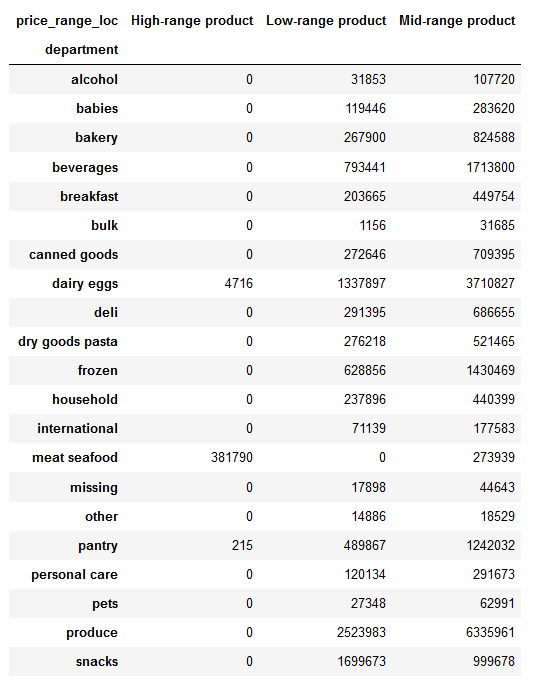 price_range_loc High-range product Low-range product Mid-range product
department
alcohol 0 31853 107720
babies 0 119446 283620
bakery 0 267900 824588
beverages 0 793441 1713800
breakfast 0 203665 449754
bulk 0 1156 31685
canned goods 0 272646 709395
dairy eggs 4716 1337897 3710827
deli 0 291395 686655
dry goods pasta 0 276218 521465
frozen 0 628856 1430469
household 0 237896 440399
international 0 71139 177583
meat seafood 381790 0 273939
missing 0 17898 44643
other 0 14886 18529
pantry 215 489867 1242032
personal care 0 120134 291673
pets 0 27348 62991
produce 0 2523983 6335961
snacks 0 1699673 999678